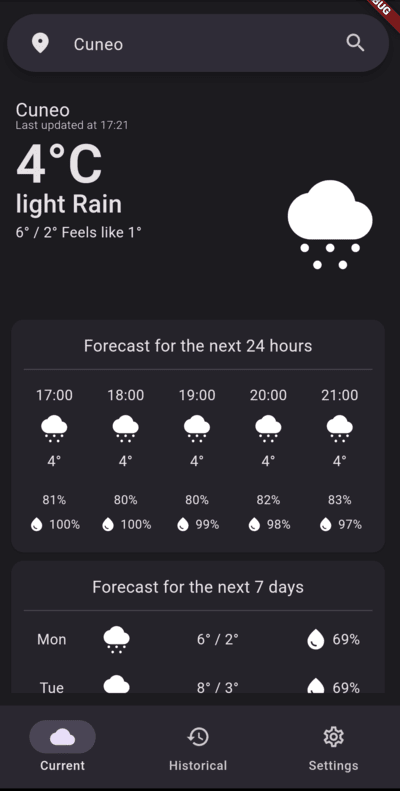 Cuneo
Cuneo
Last updated at 17:21
4°C
light Rain
6° / 2° Feels like 1°
Forecast for the next 24 hours
17:00 18:00 19:00 20:00 21:00
4° 4° 4° 4° 4°
81% 80% 80% 82% 83%
100% 100% 99% 98% 97%
Forecast for the next 7 days
Mon 6° / 2° 69%
Tue 8° / 3° 69%
Current Historical Settings